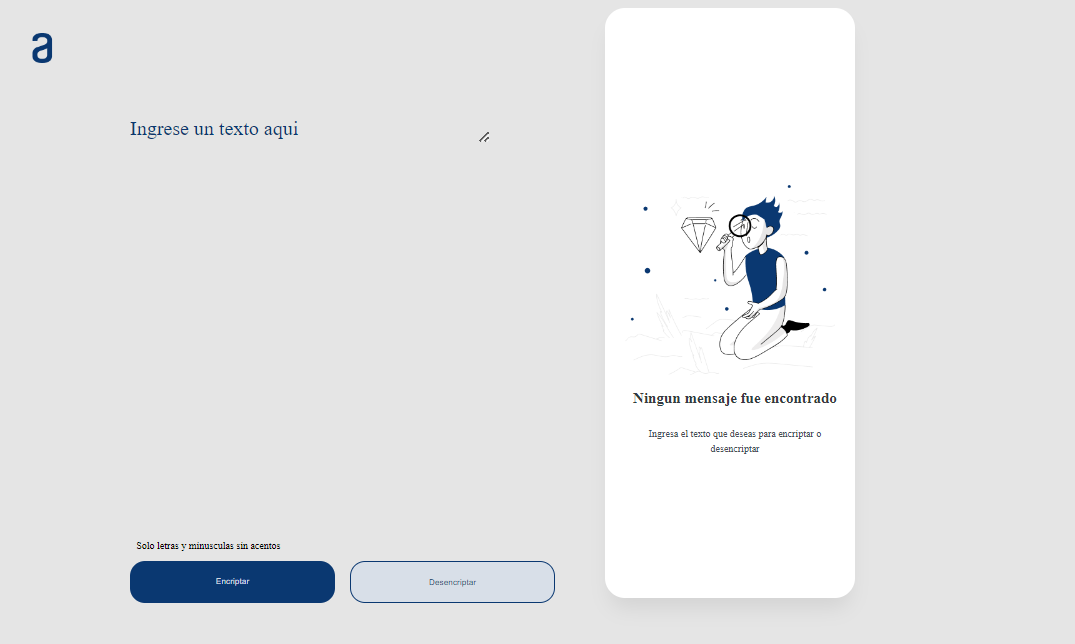 a
Ingrese un texto aqui
Ningun mensaje fue encontrado
Ingresa el texto que deseas para encriptar o
desencriptar
Solo letras y minusculas sin acentos
Encriptar
Desencriptar